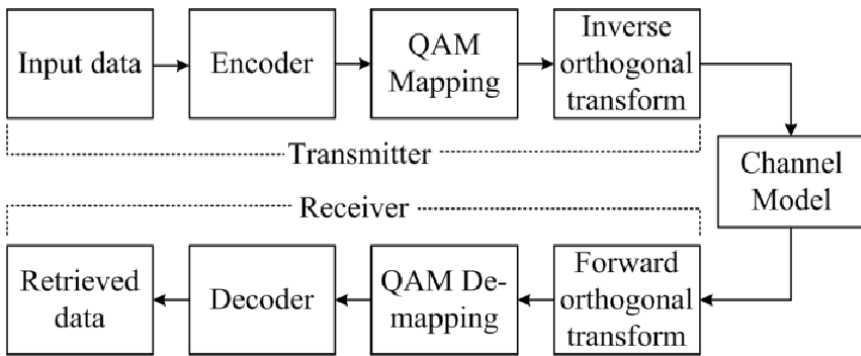 Input data
Encoder
QAM
Mapping
Inverse
orthogonal
transform
Transmitter
Channel
Model
Receiver
Retrieved
data
Decoder
QAM De-
mapping
Forward
orthogonal
transform